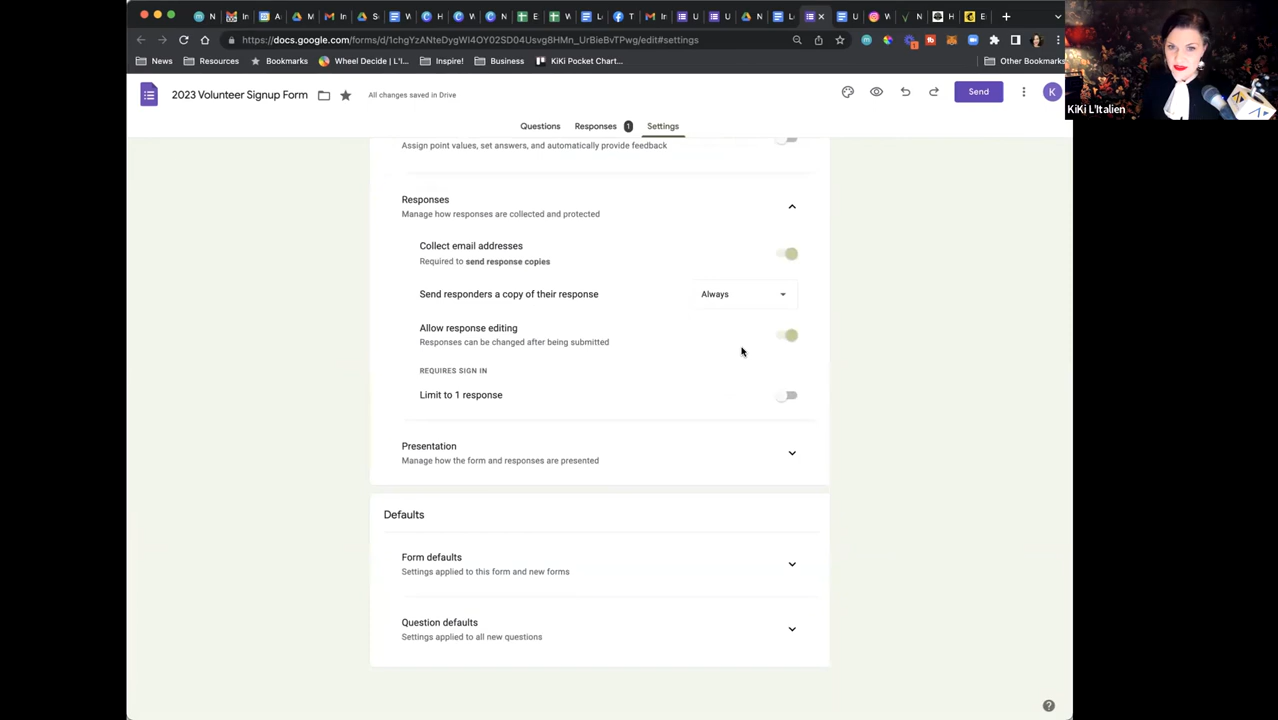 N
In
A
M
In
S
W
H
W
N
E
W
L
T
In
U
U
N
L
U
N
N
H
E
https://docs.google.com/forms/d/1chgYzANteDygWI4OY02SD04Usvg8HMn_UrBieBvTPwg/edit#settings
News
Resources
Bookmarks
Wheel Decide | L'I...
Inspire!
Business
KiKi Pocket Chart...
Other Bookmarks
KiKi L'Italien
2023 Volunteer Signup Form
All changes saved in Drive
Send
K
Questions
Responses 1
Settings
Assign point values, set answers, and automatically provide feedback
Responses
Manage how responses are collected and protected
Collect email addresses
Required to send response copies
Send responders a copy of their response
Always
Allow response editing
Responses can be changed after being submitted
REQUIRES SIGN IN
Limit to 1 response
Presentation
Manage how the form and responses are presented
Defaults
Form defaults
Settings applied to this form and new forms
Question defaults
Settings applied to all new questions